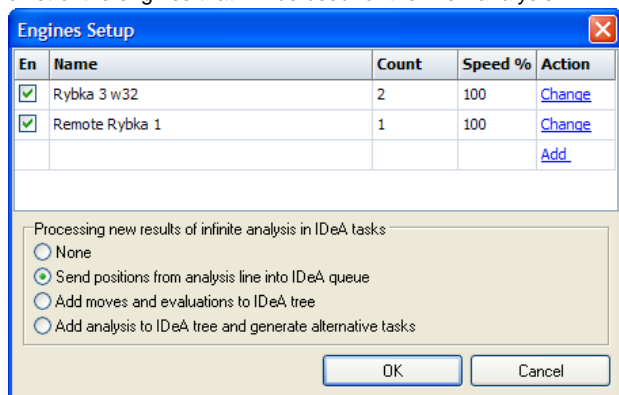 Engines Setup
En Name Count Speed % Action
Rybka 3 w32 2 100 Change
Remote Rybka 1 1 100 Change
Add
Processing new results of infinite analysis in IDeA tasks
None
Send positions from analysis line into IDeA queue
Add moves and evaluations to IDeA tree
Add analysis to IDeA tree and generate alternative tasks
OK Cancel